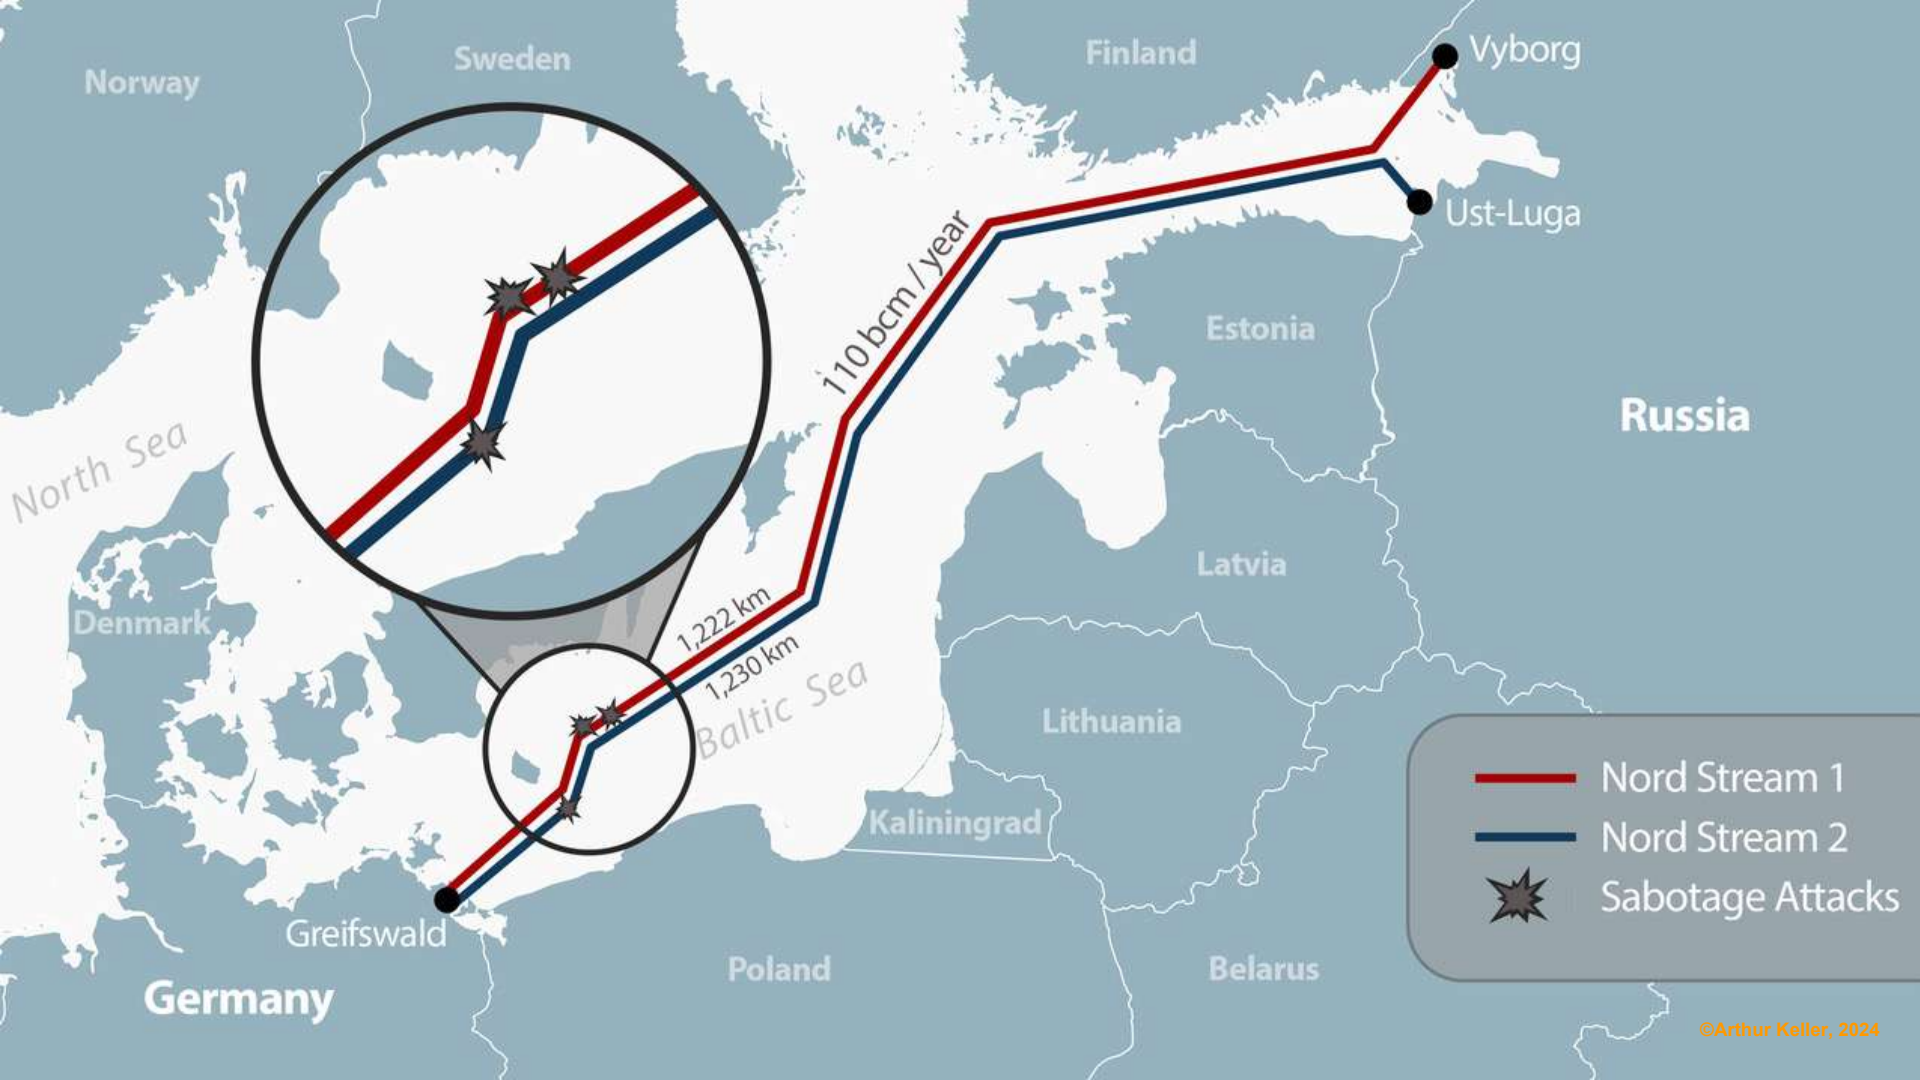 Norway
Sweden
Finland
Vyborg
Ust-Luga
110 bcm / year
Estonia
Russia
North Sea
Latvia
Denmark
1,222 km
1,230 km
Baltic Sea
Lithuania
Kaliningrad
Nord Stream 1
Nord Stream 2
Sabotage Attacks
Greifswald
Germany
Poland
Belarus
©Arthur Keller, 2024